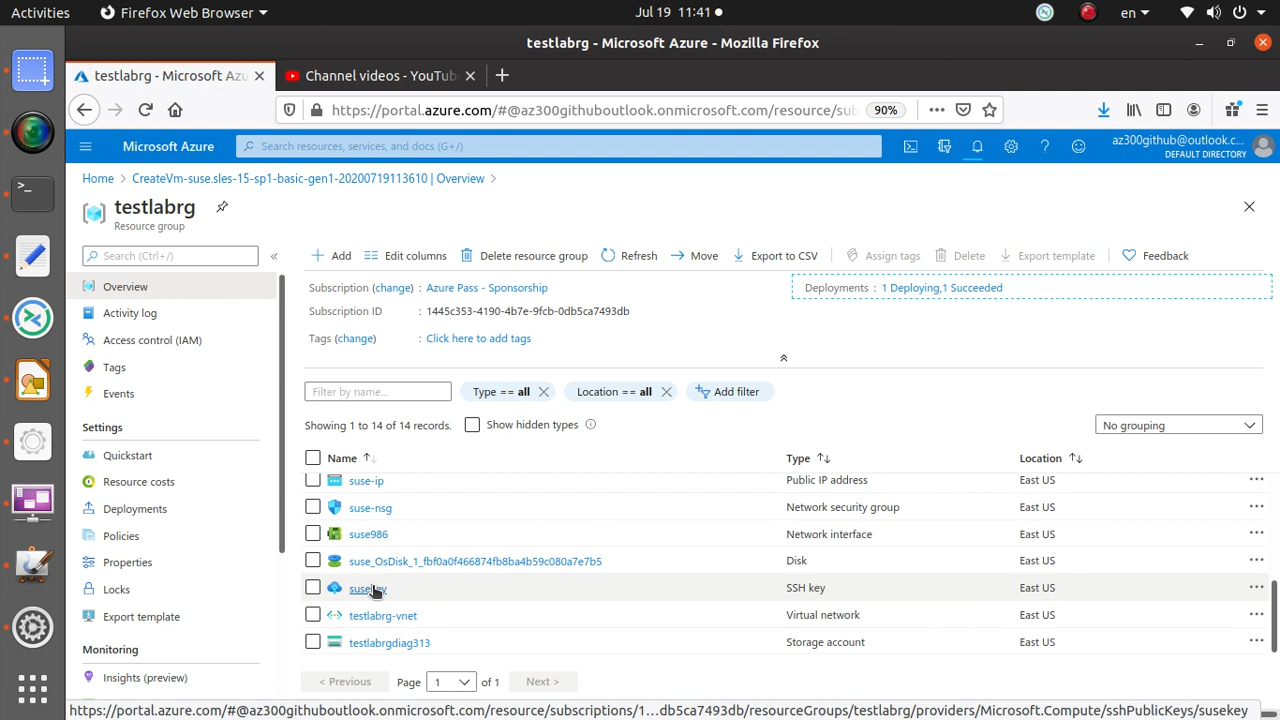 Activities
Firefox Web Browser
Jul 19 11:41
en
testlabrg - Microsoft Azure - Mozilla Firefox
testlabrg - Microsoft Azu
Channel videos - YouTub
https://portal.azure.com/#@az300githuboutlook.onmicrosoft.com/resource/sub
90%
Microsoft Azure
Search resources, services, and docs (G+/)
az300github@outlook.c...
DEFAULT DIRECTORY
Home > CreateVm-suse.sles-15-sp1-basic-gen1-20200719113610 | Overview >
testlabrg
Resource group
Search (Ctrl+/)
Overview
Activity log
Access control (IAM)
Tags
Events
Settings
Quickstart
Resource costs
Deployments
Policies
Properties
Locks
Export template
Monitoring
Insights (preview)
Add Edit columns Delete resource group Refresh Move Export to CSV Assign tags Delete Export template Feedback
Subscription (change) : Azure Pass - Sponsorship
Deployments : 1 Deploying,1 Succeeded
Subscription ID : 1445c353-4190-4b7e-9fcb-0db5ca7493db
Tags (change) : Click here to add tags
Filter by name...
Type == all
Location == all
Add filter
Showing 1 to 14 of 14 records.
Show hidden types
No grouping
Name Type Location
suse-ip Public IP address East US
suse-nsg Network security group East US
suse986 Network interface East US
suse_OsDisk_1_fbf0a0f466874fb8ba4b59c080a7e7b5 Disk East US
susekey SSH key East US
testlabrg-vnet Virtual network East US
testlabrgdiag313 Storage account East US
< Previous Page 1 of 1 Next >
https://portal.azure.com/#@az300githuboutlook.onmicrosoft.com/resource/subscriptions/1…db5ca7493db/resourceGroups/testlabrg/providers/Microsoft.Compute/sshPublicKeys/susekey